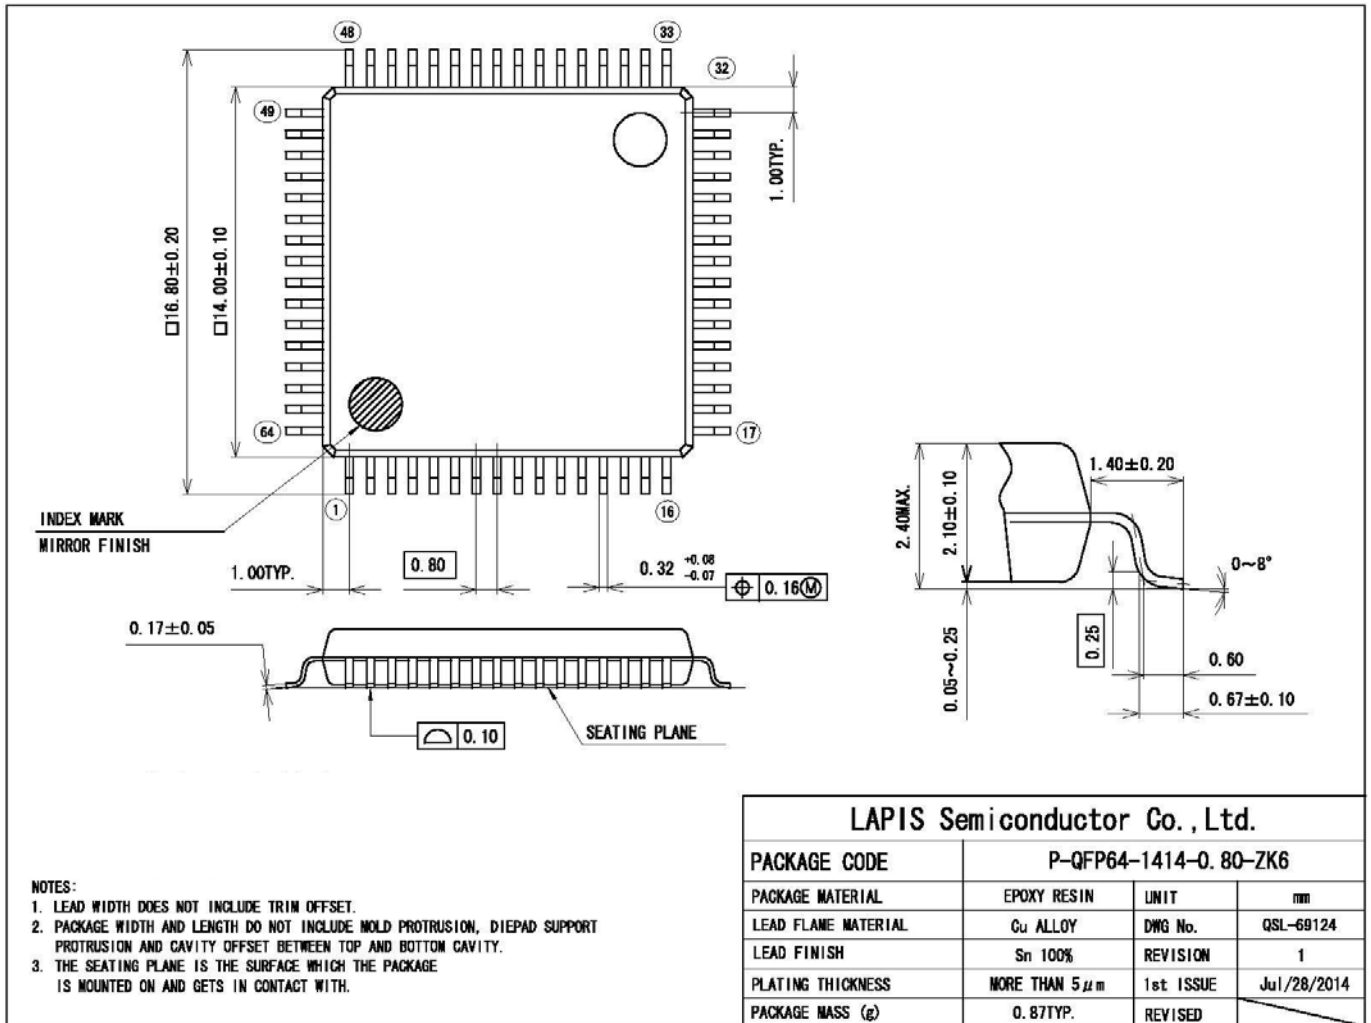 48
33
32
49
1.00TYP.
□16.80±0.20
□14.00±0.10
64
17
1
16
INDEX MARK
MIRROR FINISH
1.00TYP.
0.80
0.32 +0.08 -0.07
⌖ 0.16Ⓜ
0.17±0.05
⌓ 0.10
SEATING PLANE
2.40MAX.
2.10±0.10
1.40±0.20
0~8°
0.05~0.25
0.25
0.60
0.67±0.10
NOTES:
1. LEAD WIDTH DOES NOT INCLUDE TRIM OFFSET.
2. PACKAGE WIDTH AND LENGTH DO NOT INCLUDE MOLD PROTRUSION, DIEPAD SUPPORT
PROTRUSION AND CAVITY OFFSET BETWEEN TOP AND BOTTOM CAVITY.
3. THE SEATING PLANE IS THE SURFACE WHICH THE PACKAGE
IS MOUNTED ON AND GETS IN CONTACT WITH.
LAPIS Semiconductor Co.,Ltd.
PACKAGE CODE P-QFP64-1414-0.80-ZK6
PACKAGE MATERIAL EPOXY RESIN UNIT mm
LEAD FLAME MATERIAL Cu ALLOY DWG No. QSL-69124
LEAD FINISH Sn 100% REVISION 1
PLATING THICKNESS MORE THAN 5μm 1st ISSUE Jul/28/2014
PACKAGE MASS (g) 0.87TYP. REVISED